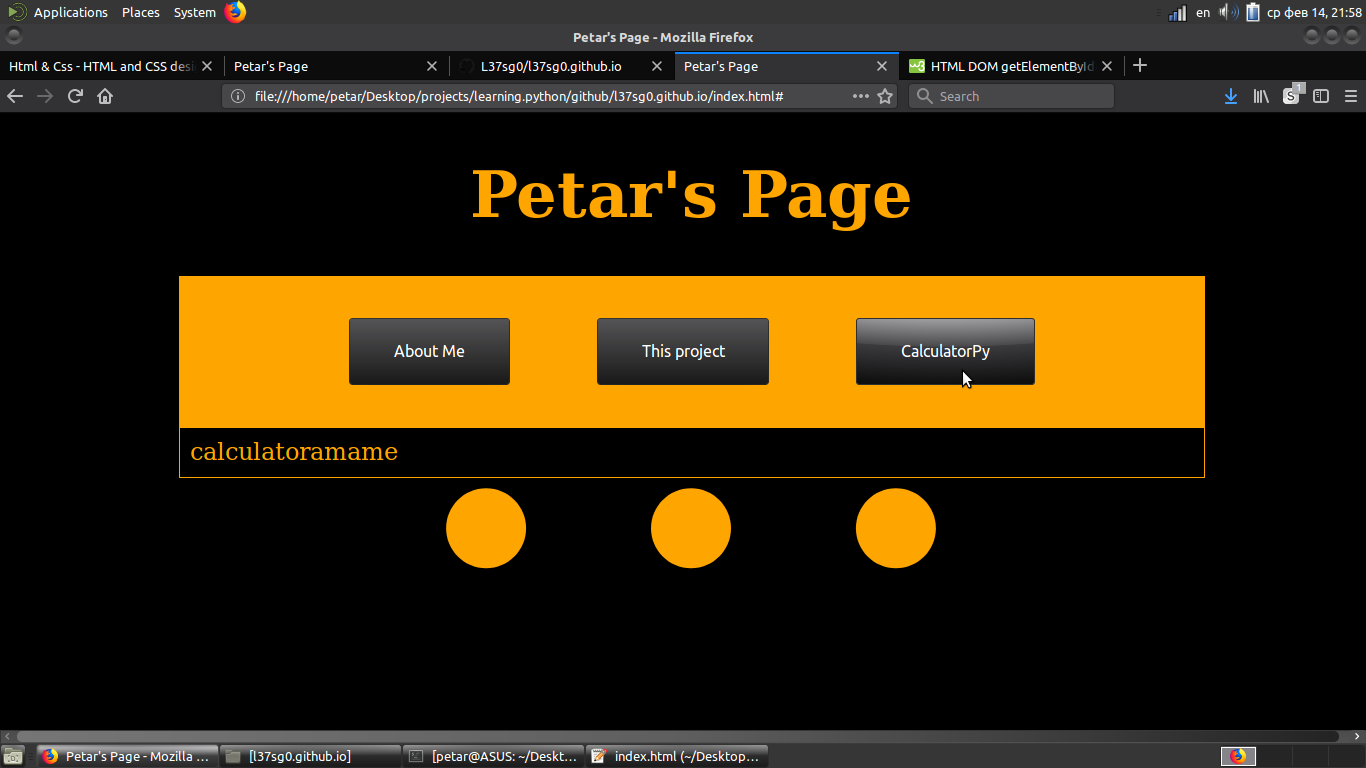 Applications Places System en ср фев 14, 21:58
Petar's Page - Mozilla Firefox
Html & Css - HTML and CSS desi Petar's Page L37sg0/l37sg0.github.io Petar's Page HTML DOM getElementById
file:///home/petar/Desktop/projects/learning.python/github/l37sg0.github.io/index.html# Search S 1
Petar's Page
About Me This project CalculatorPy
calculatoramame
Petar's Page - Mozilla ... [l37sg0.github.io] [petar@ASUS: ~/Deskt... index.html (~/Desktop...